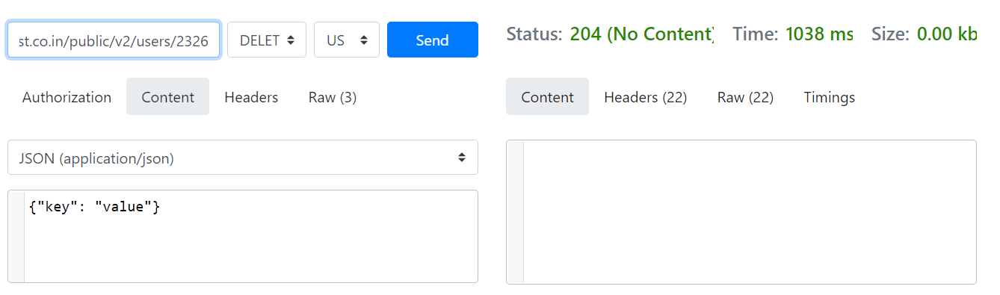 st.co.in/public/v2/users/2326 DELET US Send Status: 204 (No Content) Time: 1038 ms Size: 0.00 kb
Authorization Content Headers Raw (3) Content Headers (22) Raw (22) Timings
JSON (application/json)
{"key": "value"}